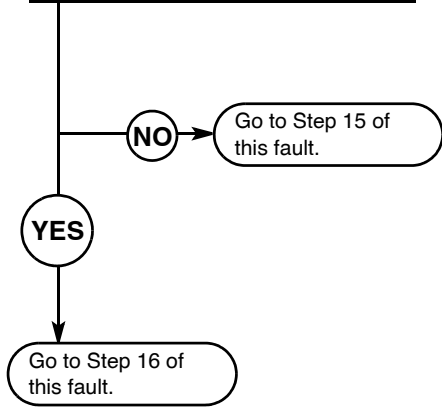 NO
Go to Step 15 of
this fault.
YES
Go to Step 16 of
this fault.